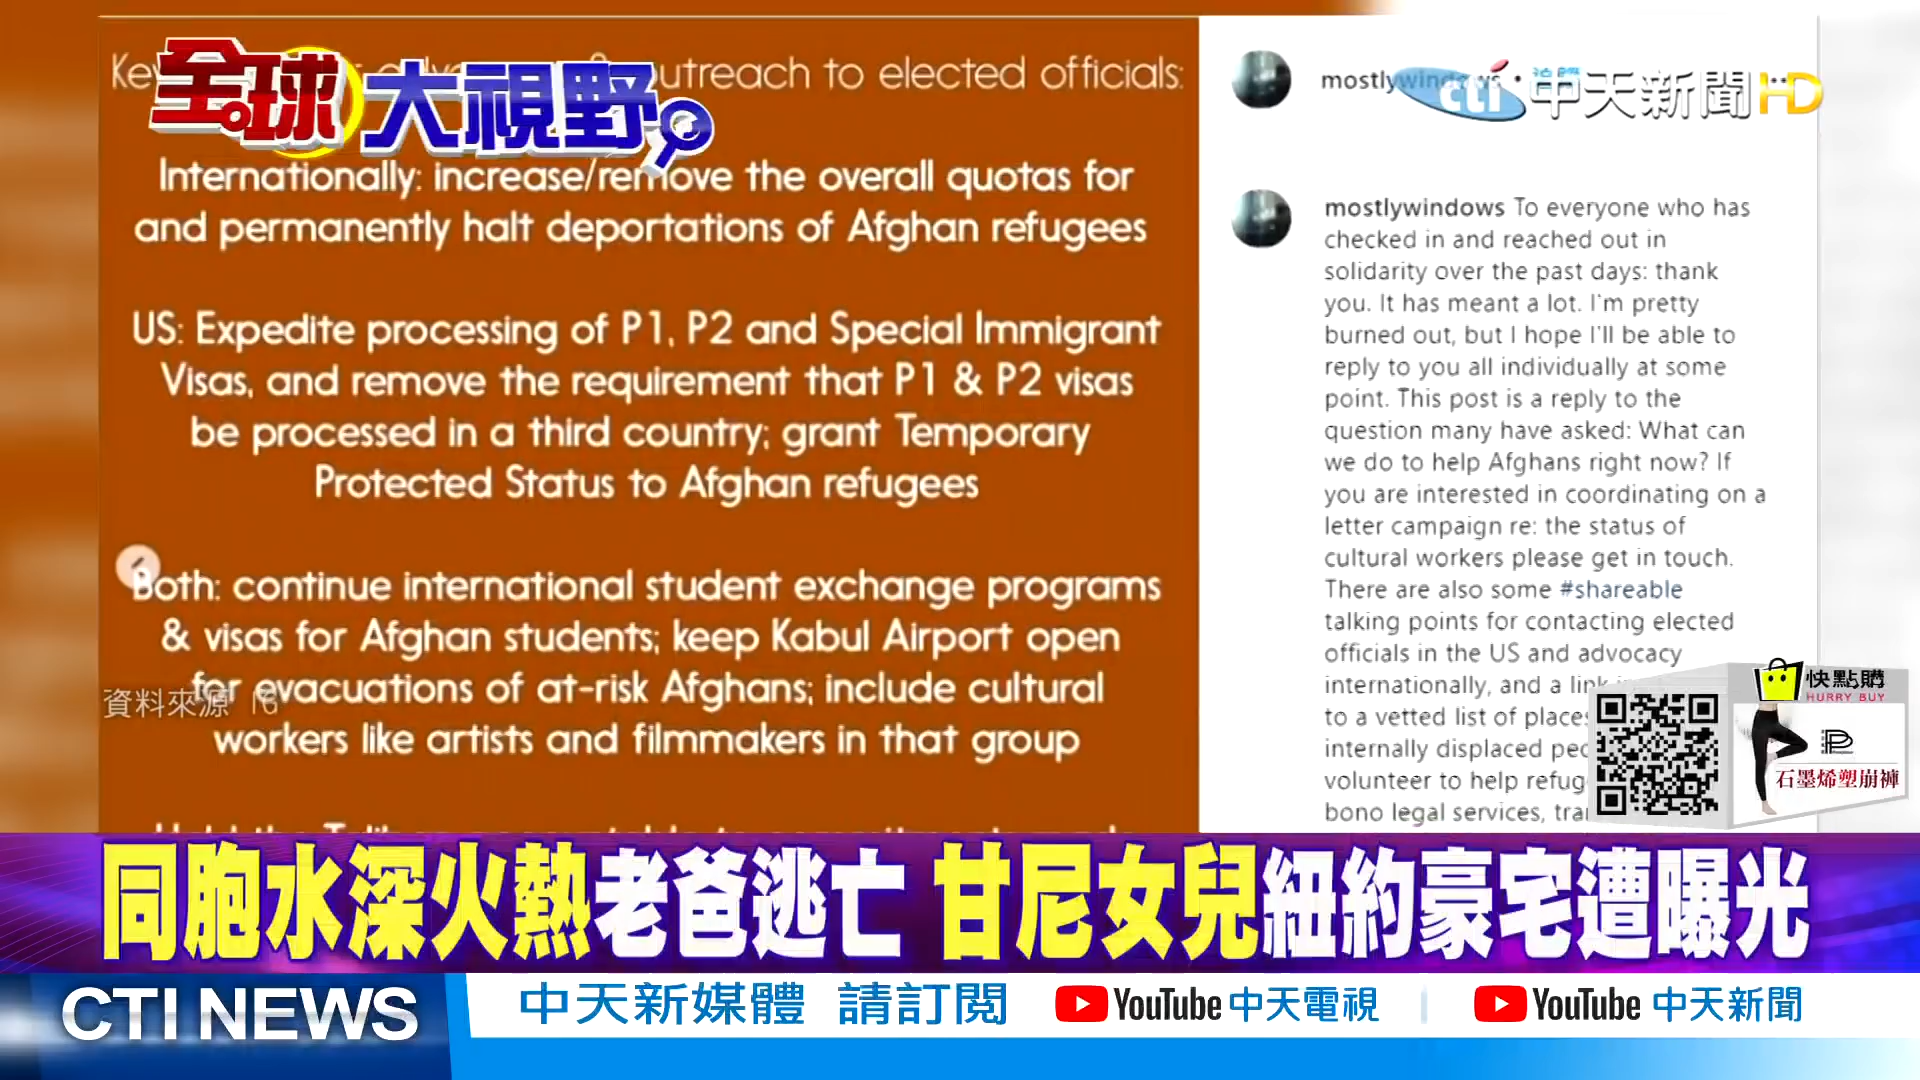 全球大視野
utreach to elected officials:
Internationally: increase/remove the overall quotas for
and permanently halt deportations of Afghan refugees
US: Expedite processing of P1, P2 and Special Immigrant
Visas, and remove the requirement that P1 & P2 visas
be processed in a third country; grant Temporary
Protected Status to Afghan refugees
Both: continue international student exchange programs
& visas for Afghan students; keep Kabul Airport open
for evacuations of at-risk Afghans; include cultural
workers like artists and filmmakers in that group
資料來源 IG
mostlywindows •
cti 中天新聞 HD
mostlywindows To everyone who has
checked in and reached out in
solidarity over the past days: thank
you. It has meant a lot. I'm pretty
burned out, but I hope I'll be able to
reply to you all individually at some
point. This post is a reply to the
question many have asked: What can
we do to help Afghans right now? If
you are interested in coordinating on a
letter campaign re: the status of
cultural workers please get in touch.
There are also some #shareable
talking points for contacting elected
officials in the US and advocacy
internationally, and a link
to a vetted list of places
internally displaced
volunteer to help
bono legal services,
快點購
HURRY BUY
石墨烯塑崩褲
同胞水深火熱老爸逃亡 甘尼女兒紐約豪宅遭曝光
CTI NEWS
中天新媒體 請訂閱 YouTube 中天電視 YouTube 中天新聞